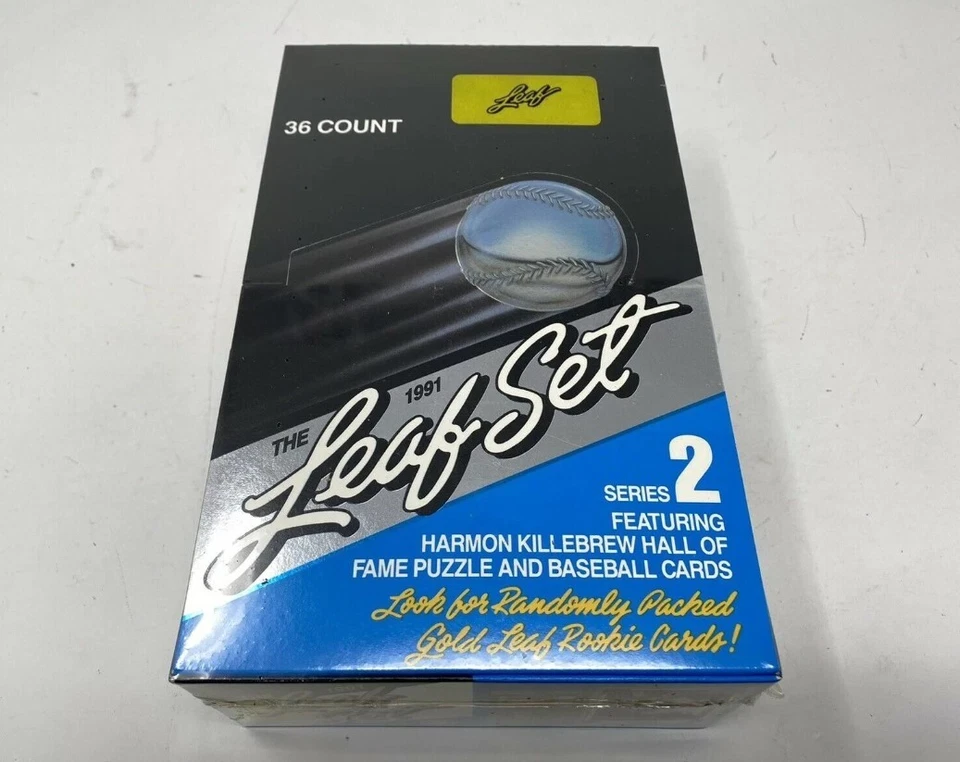 Leaf
36 COUNT
THE 1991
Leaf Set
SERIES 2
FEATURING
HARMON KILLEBREW HALL OF
FAME PUZZLE AND BASEBALL CARDS
Look for Randomly Packed
Gold Leaf Rookie Cards!